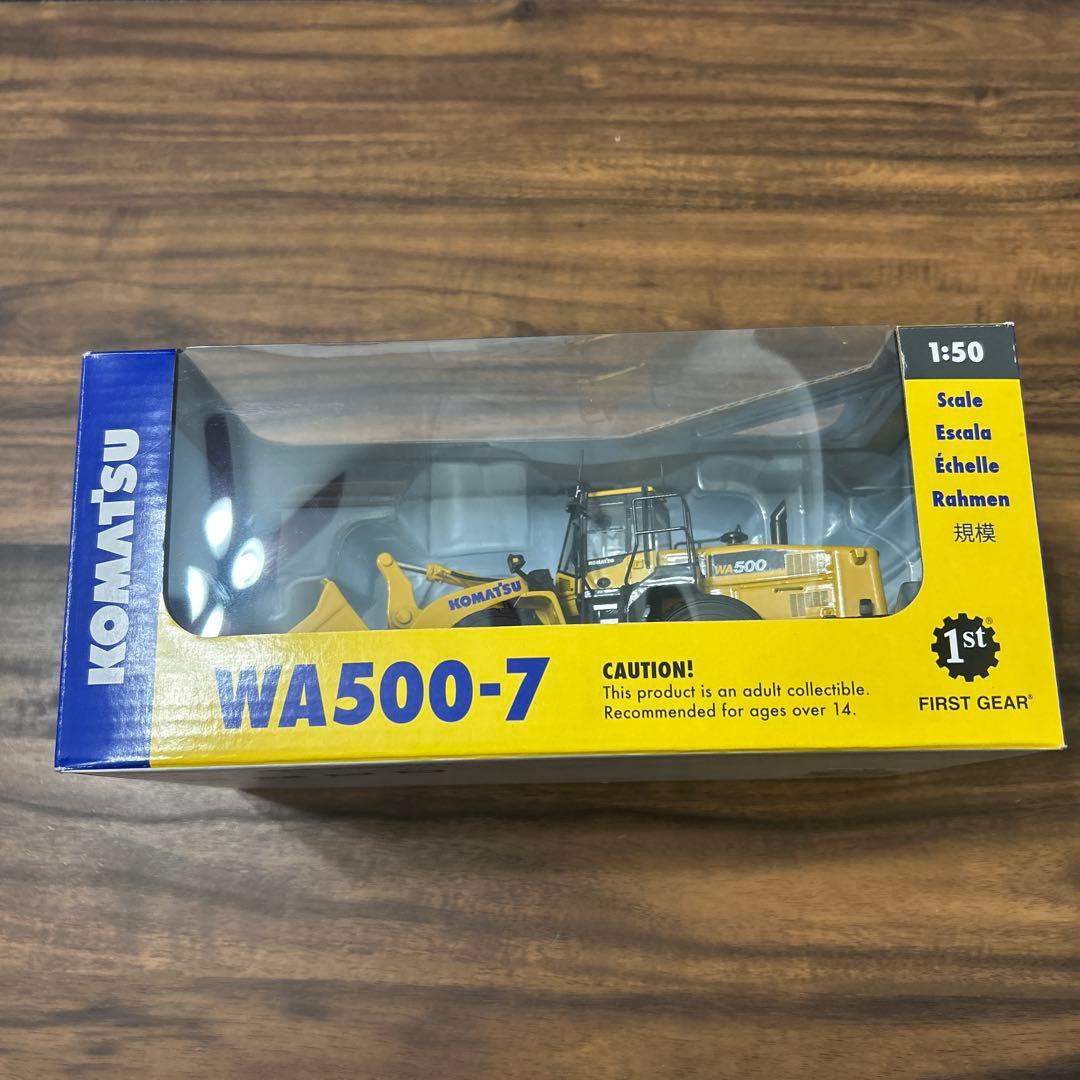 KOMATSU
1:50
Scale
Escala
Échelle
Rahmen
規模
KOMATSU
KOMATSU
WA500
WA500-7
CAUTION!
This product is an adult collectible.
Recommended for ages over 14.
1st®
FIRST GEAR®